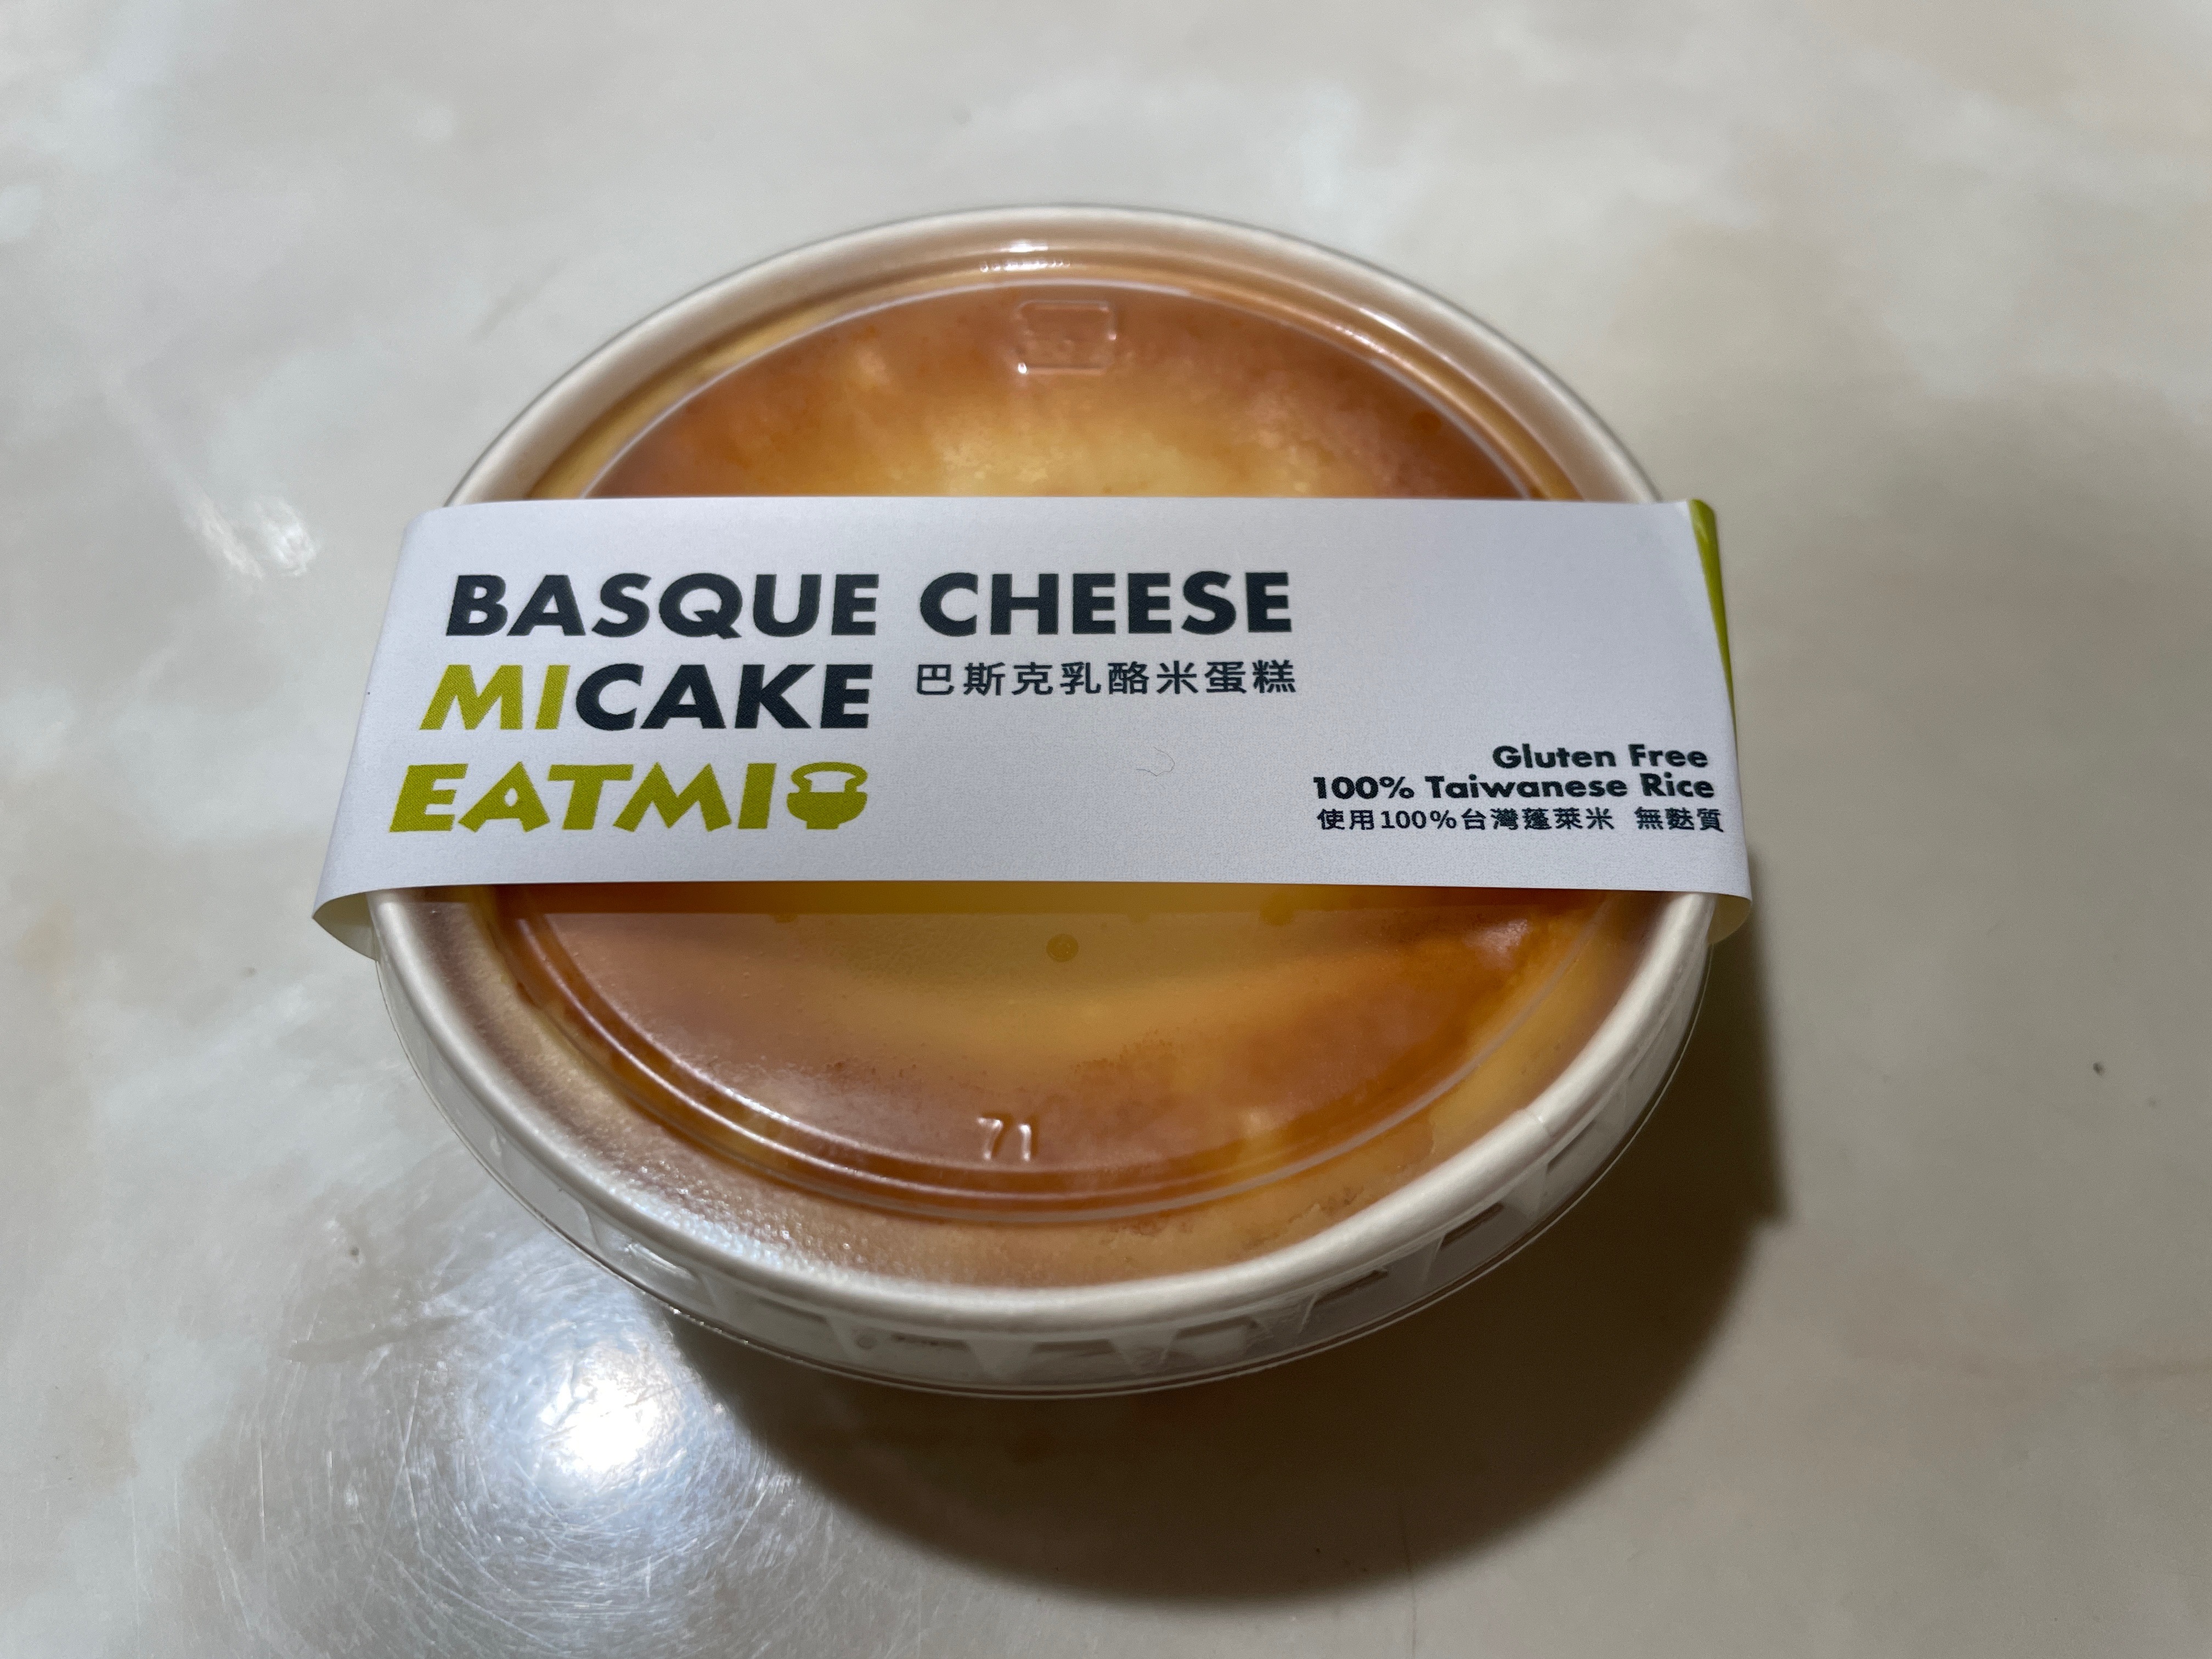 BASQUE CHEESE
MICAKE 巴斯克乳酪米蛋糕
EATMI
Gluten Free
100% Taiwanese Rice
使用100%台灣蓬萊米 無麩質
71